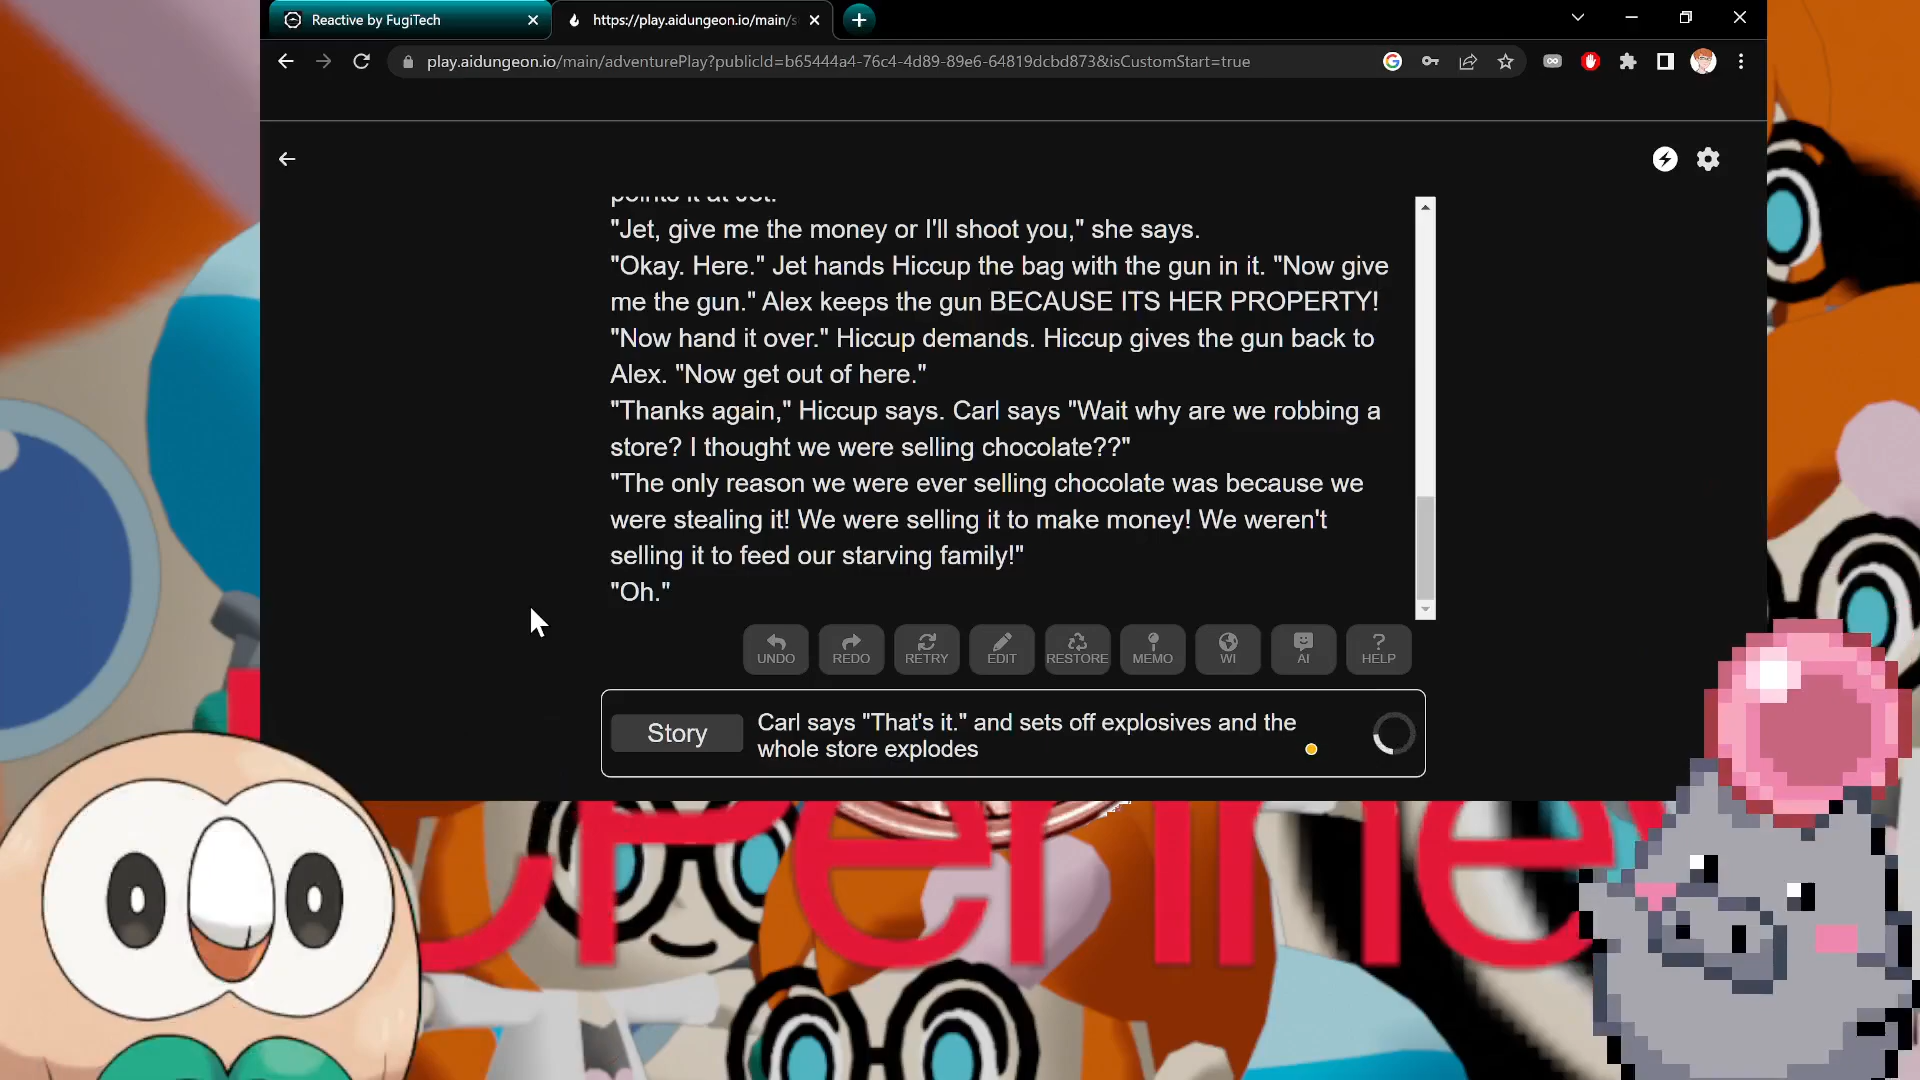 Reactive by FugiTech
https://play.aidungeon.io/main/s
play.aidungeon.io/main/adventurePlay?publicId=b65444a4-76c4-4d89-89e6-64819dcbd873&isCustomStart=true
points it at Jet.
"Jet, give me the money or I'll shoot you," she says.
"Okay. Here." Jet hands Hiccup the bag with the gun in it. "Now give
me the gun." Alex keeps the gun BECAUSE ITS HER PROPERTY!
"Now hand it over." Hiccup demands. Hiccup gives the gun back to
Alex. "Now get out of here."
"Thanks again," Hiccup says. Carl says "Wait why are we robbing a
store? I thought we were selling chocolate??"
"The only reason we were ever selling chocolate was because we
were stealing it! We were selling it to make money! We weren't
selling it to feed our starving family!"
"Oh."
UNDO REDO RETRY EDIT RESTORE MEMO WI AI HELP
Story
Carl says "That's it." and sets off explosives and the
whole store explodes